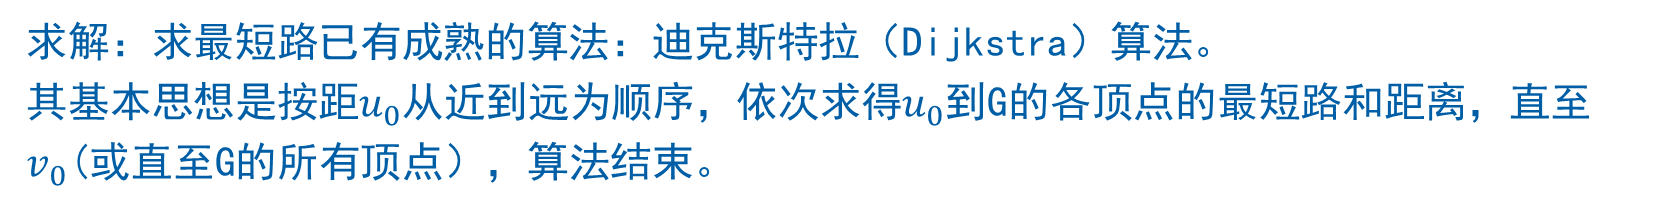 求解：求最短路已有成熟的算法：迪克斯特拉（Dijkstra）算法。
其基本思想是按距u₀从近到远为顺序，依次求得u₀到G的各顶点的最短路和距离，直至
v₀(或直至G的所有顶点），算法结束。